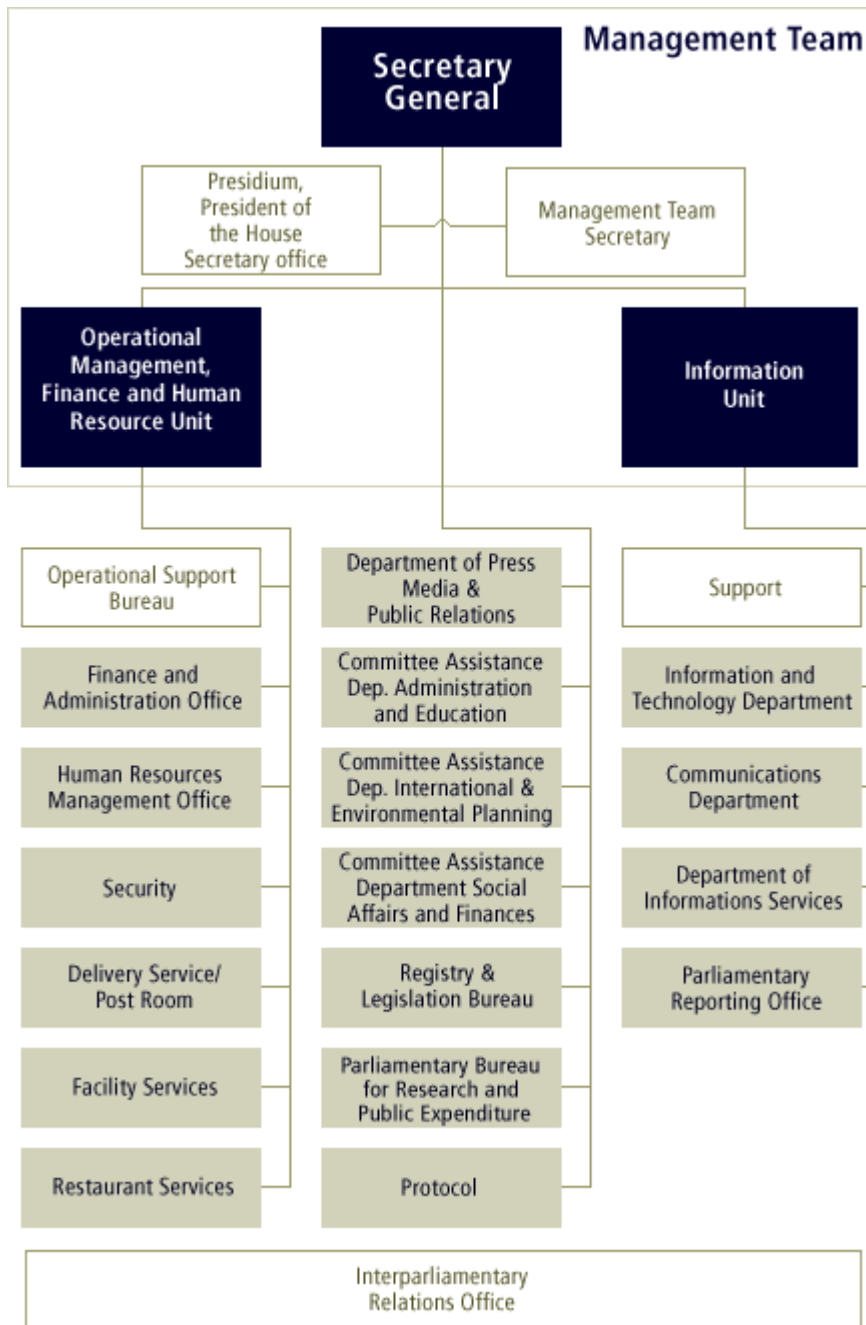 Management Team
Secretary
General
Presidium,
President of
the House
Secretary office
Management Team
Secretary
Operational
Management,
Finance and Human
Resource Unit
Information
Unit
Operational Support
Bureau
Finance and
Administration Office
Human Resources
Management Office
Security
Delivery Service/
Post Room
Facility Services
Restaurant Services
Department of Press
Media &
Public Relations
Committee Assistance
Dep. Administration
and Education
Committee Assistance
Dep. International &
Environmental Planning
Committee Assistance
Department Social
Affairs and Finances
Registry &
Legislation Bureau
Parliamentary Bureau
for Research and
Public Expenditure
Protocol
Support
Information and
Technology Department
Communications
Department
Department of
Informations Services
Parliamentary
Reporting Office
Interparliamentary
Relations Office